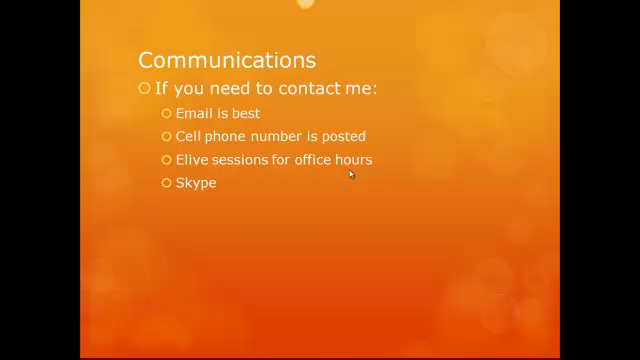 Communications
If you need to contact me:
Email is best
Cell phone number is posted
Elive sessions for office hours
Skype